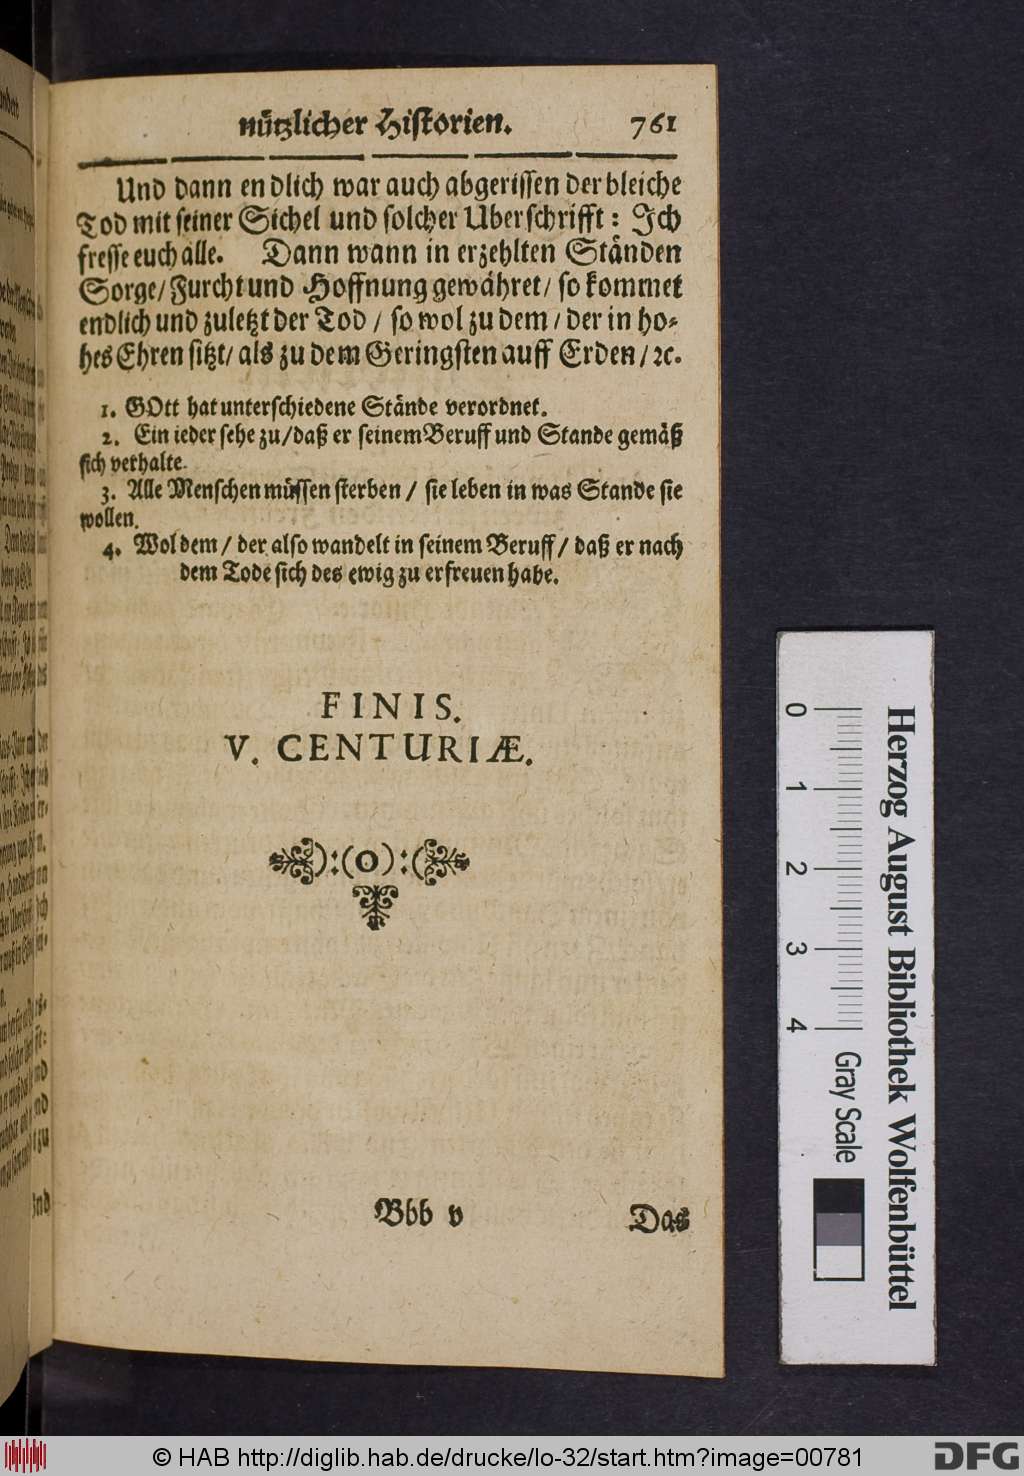 nützlicher Historien. 761
Und dann endlich war auch abgerissen der bleiche
Tod mit seiner Sichel und solcher Uberschrifft: Jch
fresse euch alle. Dann wann in erzehlten Ständen
Sorge/ Furcht und Hoffnung gewähret/ so kommet
endlich und zuletzt der Tod / so wol zu dem / der in ho-
hes Ehren sitzt/ als zu dem Geringsten auff Erden / ꝛc.
1. GOtt hat unterschiedene Stände verordnet.
2. Ein ieder sehe zu/daß er seinem Beruff und Stande gemäß
sich verhalte.
3. Alle Menschen müssen sterben / sie leben in was Stande sie
wollen.
4. Wol dem / der also wandelt in seinem Beruff / daß er nach
dem Tode sich des ewig zu erfreuen habe.
FINIS.
V. CENTURIÆ.
):(O):(
Bbb v Das
0 1 2 3 4 Gray Scale
Herzog August Bibliothek Wolfenbüttel
© HAB http://diglib.hab.de/drucke/lo-32/start.htm?image=00781
DFG